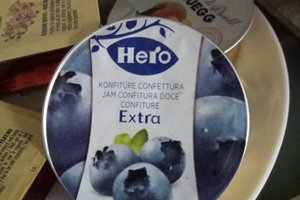 Hero
KONFITÜRE CONFETTURA
JAM CONFITURA DOCE
CONFITURE
Extra